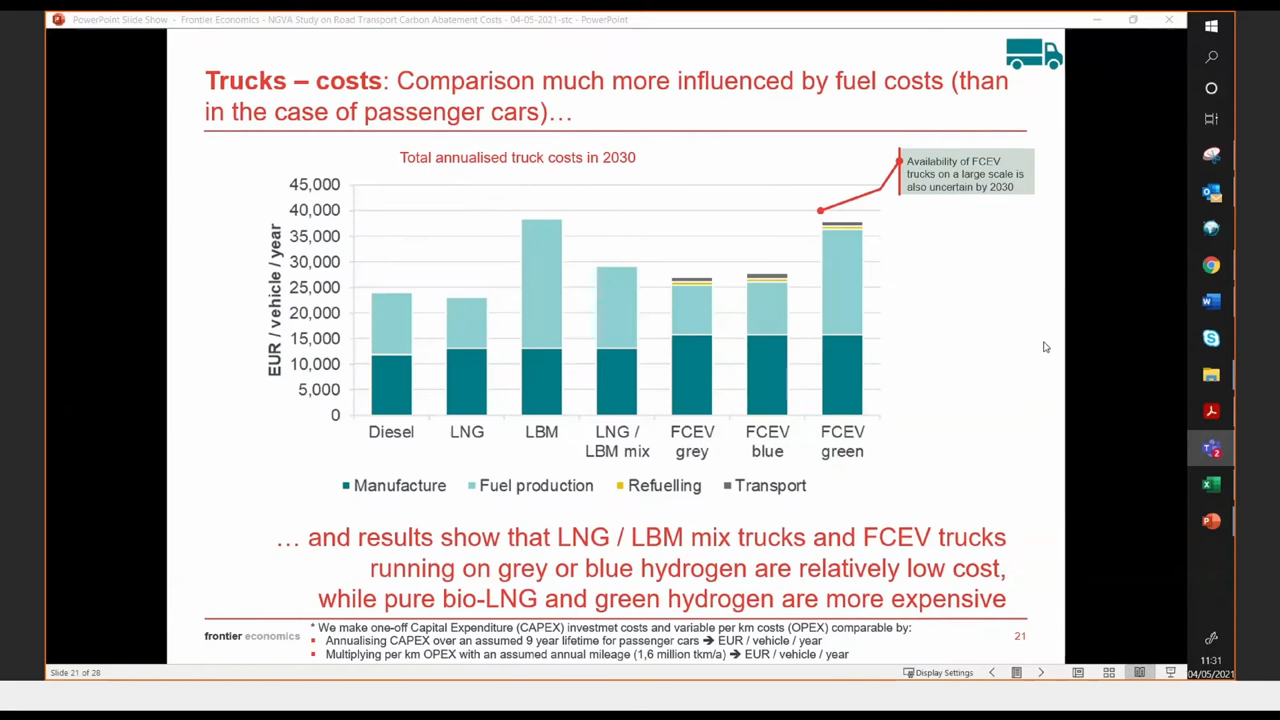 PowerPoint Slide Show - Frontier Economics - NGVA Study on Road Transport Carbon Abatement Costs - 04-05-2021-stc - PowerPoint
Trucks – costs: Comparison much more influenced by fuel costs (than
in the case of passenger cars)…
Total annualised truck costs in 2030
Availability of FCEV
trucks on a large scale is
also uncertain by 2030
EUR / vehicle / year
45,000
40,000
35,000
30,000
25,000
20,000
15,000
10,000
5,000
0
Diesel
LNG
LBM
LNG /
LBM mix
FCEV
grey
FCEV
blue
FCEV
green
Manufacture
Fuel production
Refuelling
Transport
… and results show that LNG / LBM mix trucks and FCEV trucks
running on grey or blue hydrogen are relatively low cost,
while pure bio-LNG and green hydrogen are more expensive
* We make one-off Capital Expenditure (CAPEX) investmet costs and variable per km costs (OPEX) comparable by:
Annualising CAPEX over an assumed 9 year lifetime for passenger cars ➔ EUR / vehicle / year
Multiplying per km OPEX with an assumed annual mileage (1,6 million tkm/a) ➔ EUR / vehicle / year
frontier economics
21
Slide 21 of 28
Display Settings
11:31
04/05/2021